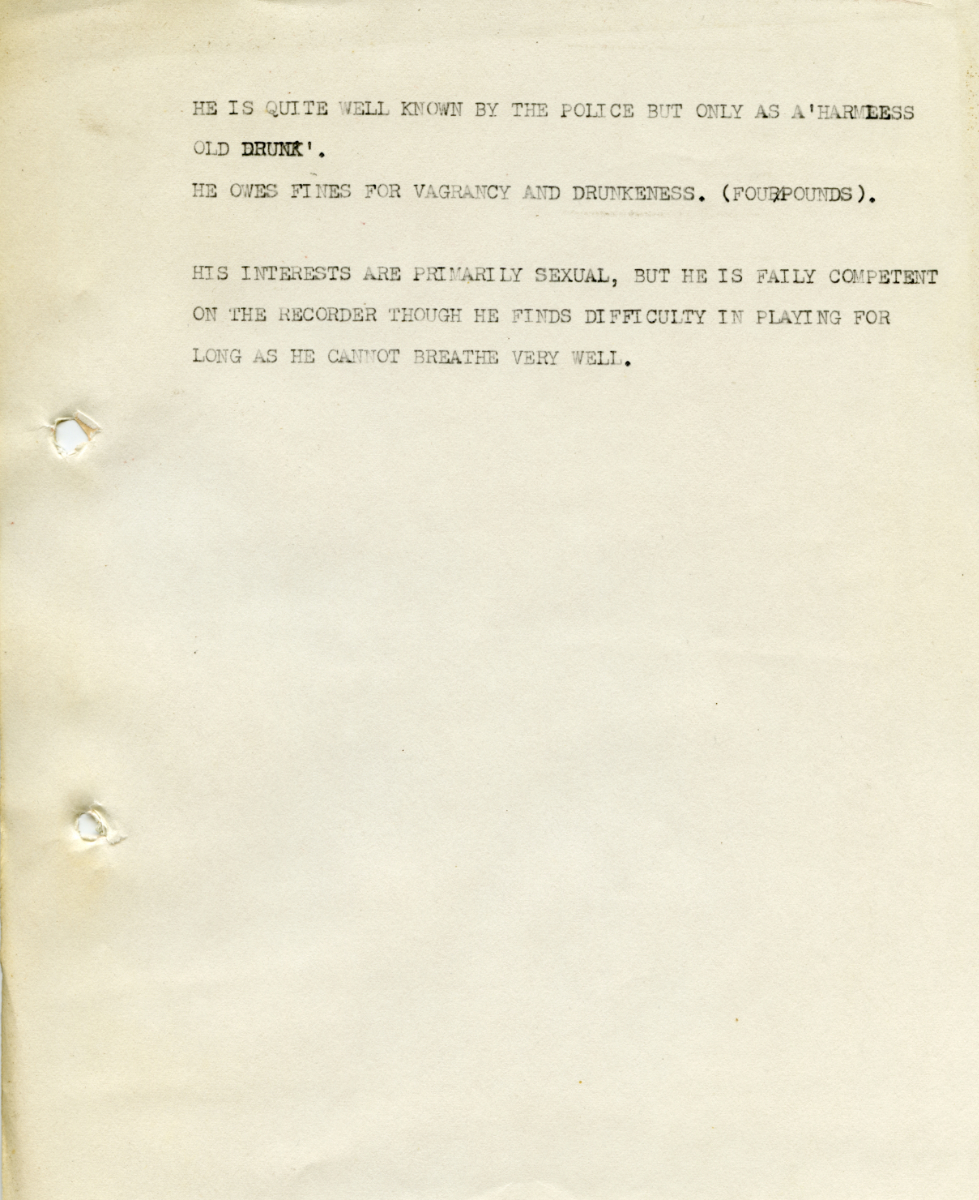 HE IS QUITE WELL KNOWN BY THE POLICE BUT ONLY AS A'HARMLESS
OLD DRUNK'.
HE OWES FINES FOR VAGRANCY AND DRUNKENESS. (FOUR POUNDS).
HIS INTERESTS ARE PRIMARILY SEXUAL, BUT HE IS FAILY COMPETENT
ON THE RECORDER THOUGH HE FINDS DIFFICULTY IN PLAYING FOR
LONG AS HE CANNOT BREATHE VERY WELL.